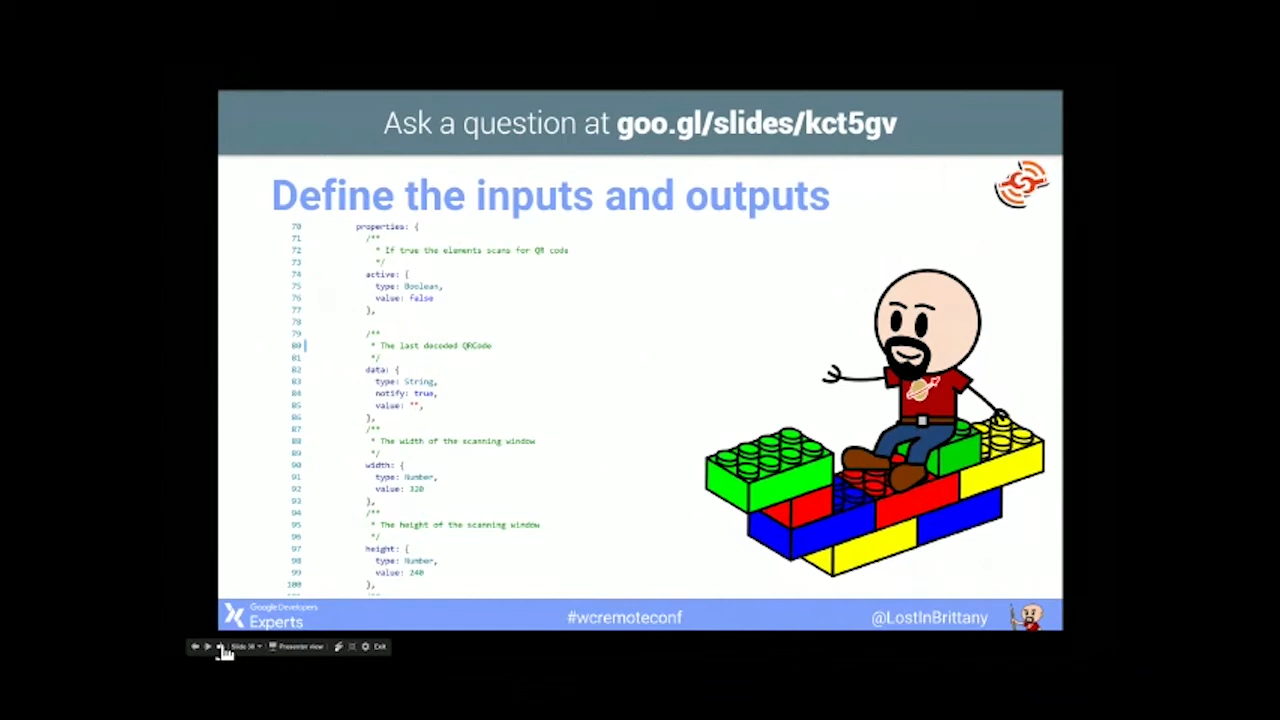 Ask a question at goo.gl/slides/kct5gv
Define the inputs and outputs
70 properties: {
71 /**
72 * If true the elements scans for QR code
73 */
74 active: {
75 type: Boolean,
76 value: false
77 },
78
79 /**
80 * The last decoded QRCode
81 */
82 data: {
83 type: String,
84 notify: true,
85 value: "",
86 },
87 /**
88 * The width of the scanning window
89 */
90 width: {
91 type: Number,
92 value: 320
93 },
94 /**
95 * The height of the scanning window
96 */
97 height: {
98 type: Number,
99 value: 240
100 },
Google Developers
Experts
#wcremoteconf
@LostInBrittany
Presenter view
Exit